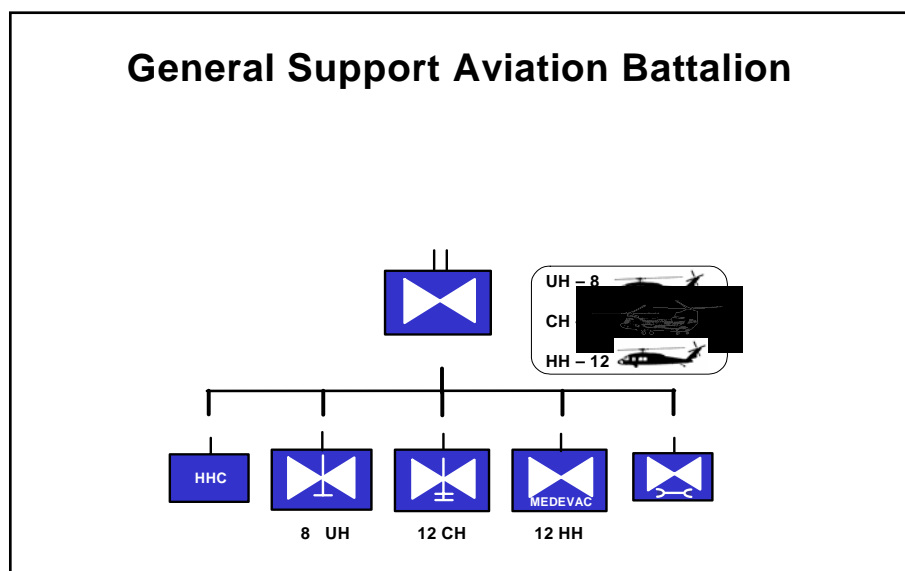 General Support Aviation Battalion
UH – 8
CH
HH – 12
HHC
MEDEVAC
8 UH
12 CH
12 HH